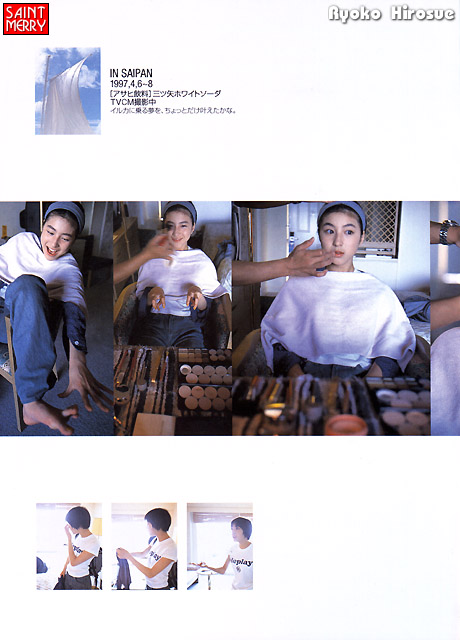 SAINT
MERRY
Ryoko Hirosue
IN SAIPAN
1997,4,6~8
[アサヒ飲料]三ツ矢ホワイトソーダ
TVCM撮影中
イルカに乗る夢を、ちょっとだけ叶えたかな。
play
play